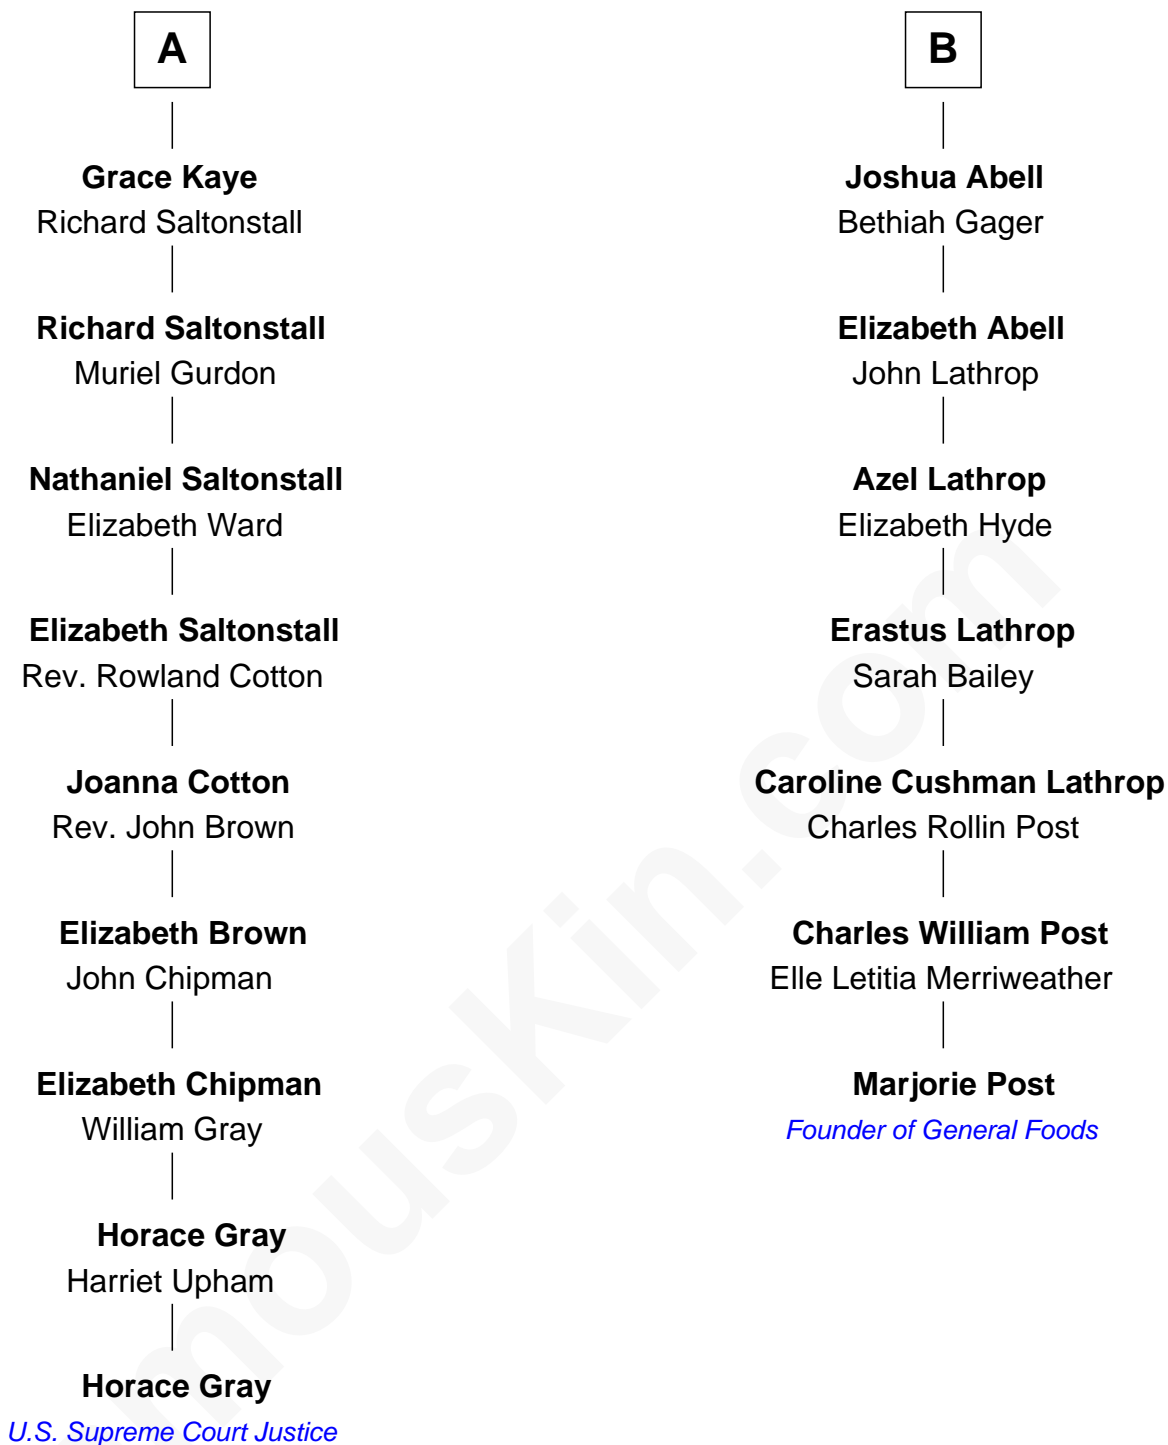 A
Grace Kaye
Richard Saltonstall
Richard Saltonstall
Muriel Gurdon
Nathaniel Saltonstall
Elizabeth Ward
Elizabeth Saltonstall
Rev. Rowland Cotton
Joanna Cotton
Rev. John Brown
Elizabeth Brown
John Chipman
Elizabeth Chipman
William Gray
Horace Gray
Harriet Upham
Horace Gray
U.S. Supreme Court Justice
B
Joshua Abell
Bethiah Gager
Elizabeth Abell
John Lathrop
Azel Lathrop
Elizabeth Hyde
Erastus Lathrop
Sarah Bailey
Caroline Cushman Lathrop
Charles Rollin Post
Charles William Post
Elle Letitia Merriweather
Marjorie Post
Founder of General Foods
mousKin.com